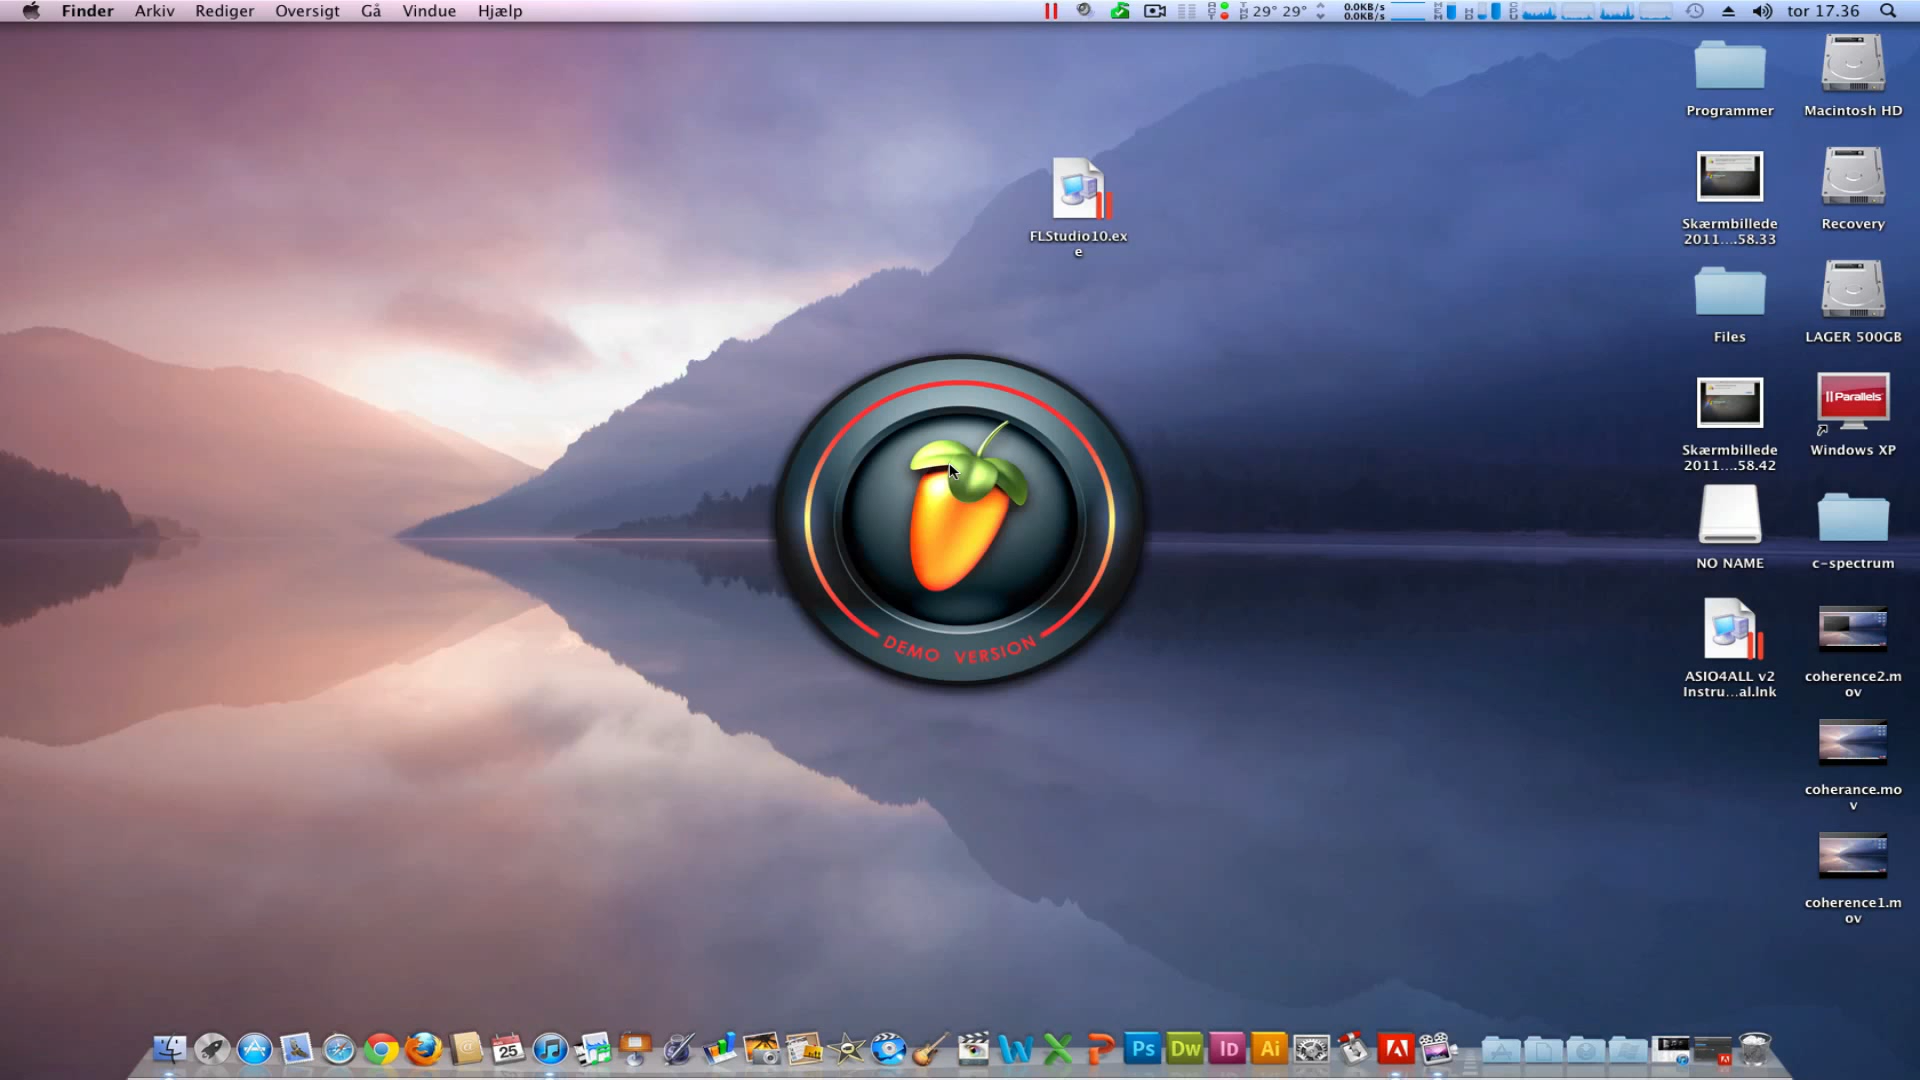 Finder Arkiv Rediger Oversigt Gå Vindue Hjælp
29° 29° 0.0KB/s
0.0KB/s
tor 17.36
Programmer
Macintosh HD
FLStudio10.ex
e
Skærmbillede
2011....58.33
Recovery
Files
LAGER 500GB
Parallels
Skærmbillede
2011....58.42
Windows XP
NO NAME
c-spectrum
DEMO VERSION
ASIO4ALL v2
Instru...al.lnk
coherence2.m
ov
coherance.mo
v
coherence1.m
ov
25
Ps Dw ID Ai